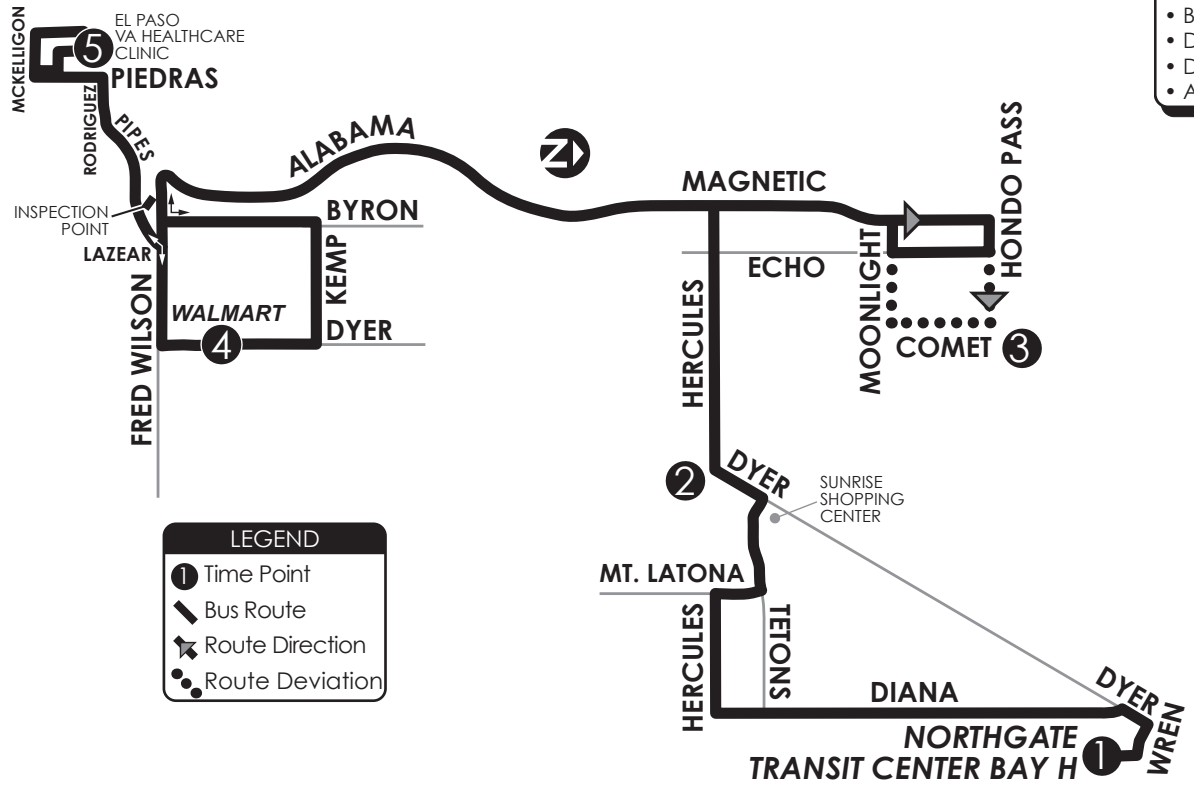 MCKELLIGON
5
EL PASO
VA HEALTHCARE
CLINIC
PIEDRAS
RODRIGUEZ
PIPES
INSPECTION
POINT
LAZEAR
FRED WILSON
WALMART
4
BYRON
KEMP
DYER
ALABAMA
MAGNETIC
ECHO
HERCULES
MOONLIGHT
HONDO PASS
COMET
3
• B
• D
• D
• A
2
DYER
SUNRISE
SHOPPING
CENTER
MT. LATONA
HERCULES
TETONS
DIANA
DYER
WREN
NORTHGATE
TRANSIT CENTER BAY H
1
LEGEND
1 Time Point
Bus Route
Route Direction
Route Deviation
N